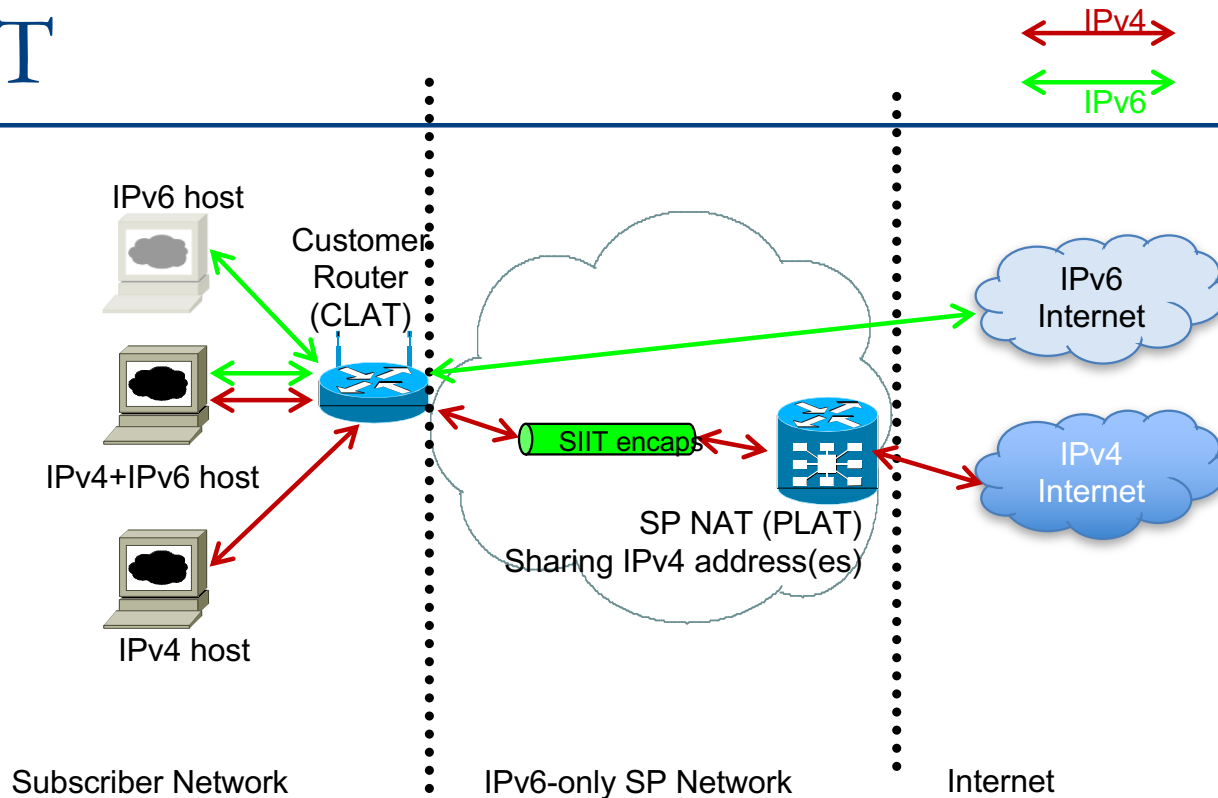 T
IPv4
IPv6
IPv6 host
Customer
Router
(CLAT)
IPv6
Internet
SIIT encaps
IPv4+IPv6 host
IPv4
Internet
SP NAT (PLAT)
Sharing IPv4 address(es)
IPv4 host
Subscriber Network
IPv6-only SP Network
Internet